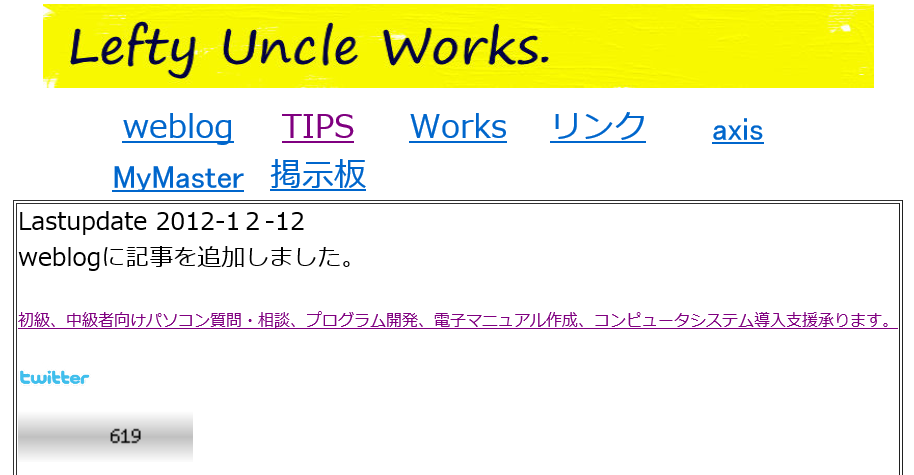 Lefty Uncle Works.
weblog TIPS Works リンク axis
MyMaster 掲示板
Lastupdate 2012-1２-12
weblogに記事を追加しました。
初級、中級者向けパソコン質問・相談、プログラム開発、電子マニュアル作成、コンピュータシステム導入支援承ります。
twitter
619